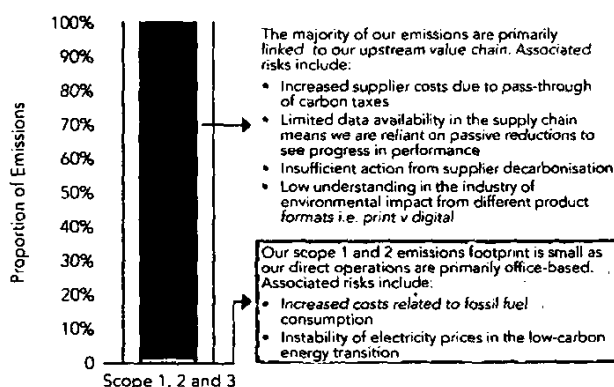 100%
90%
80%
70%
60%
50%
40%
30%
20%
10%
0
Proportion of Emissions
Scope 1, 2 and 3
The majority of our emissions are primarily
linked to our upstream value chain. Associated
risks include:
• Increased supplier costs due to pass-through
of carbon taxes
• Limited data availability in the supply chain
means we are reliant on passive reductions to
see progress in performance
• Insufficient action from supplier decarbonisation
• Low understanding in the industry of
environmental impact from different product
formats i.e. print v digital
Our scope 1 and 2 emissions footprint is small as
our direct operations are primarily office-based.
Associated risks include:
• Increased costs related to fossil fuel
consumption
• Instability of electricity prices in the low-carbon
energy transition